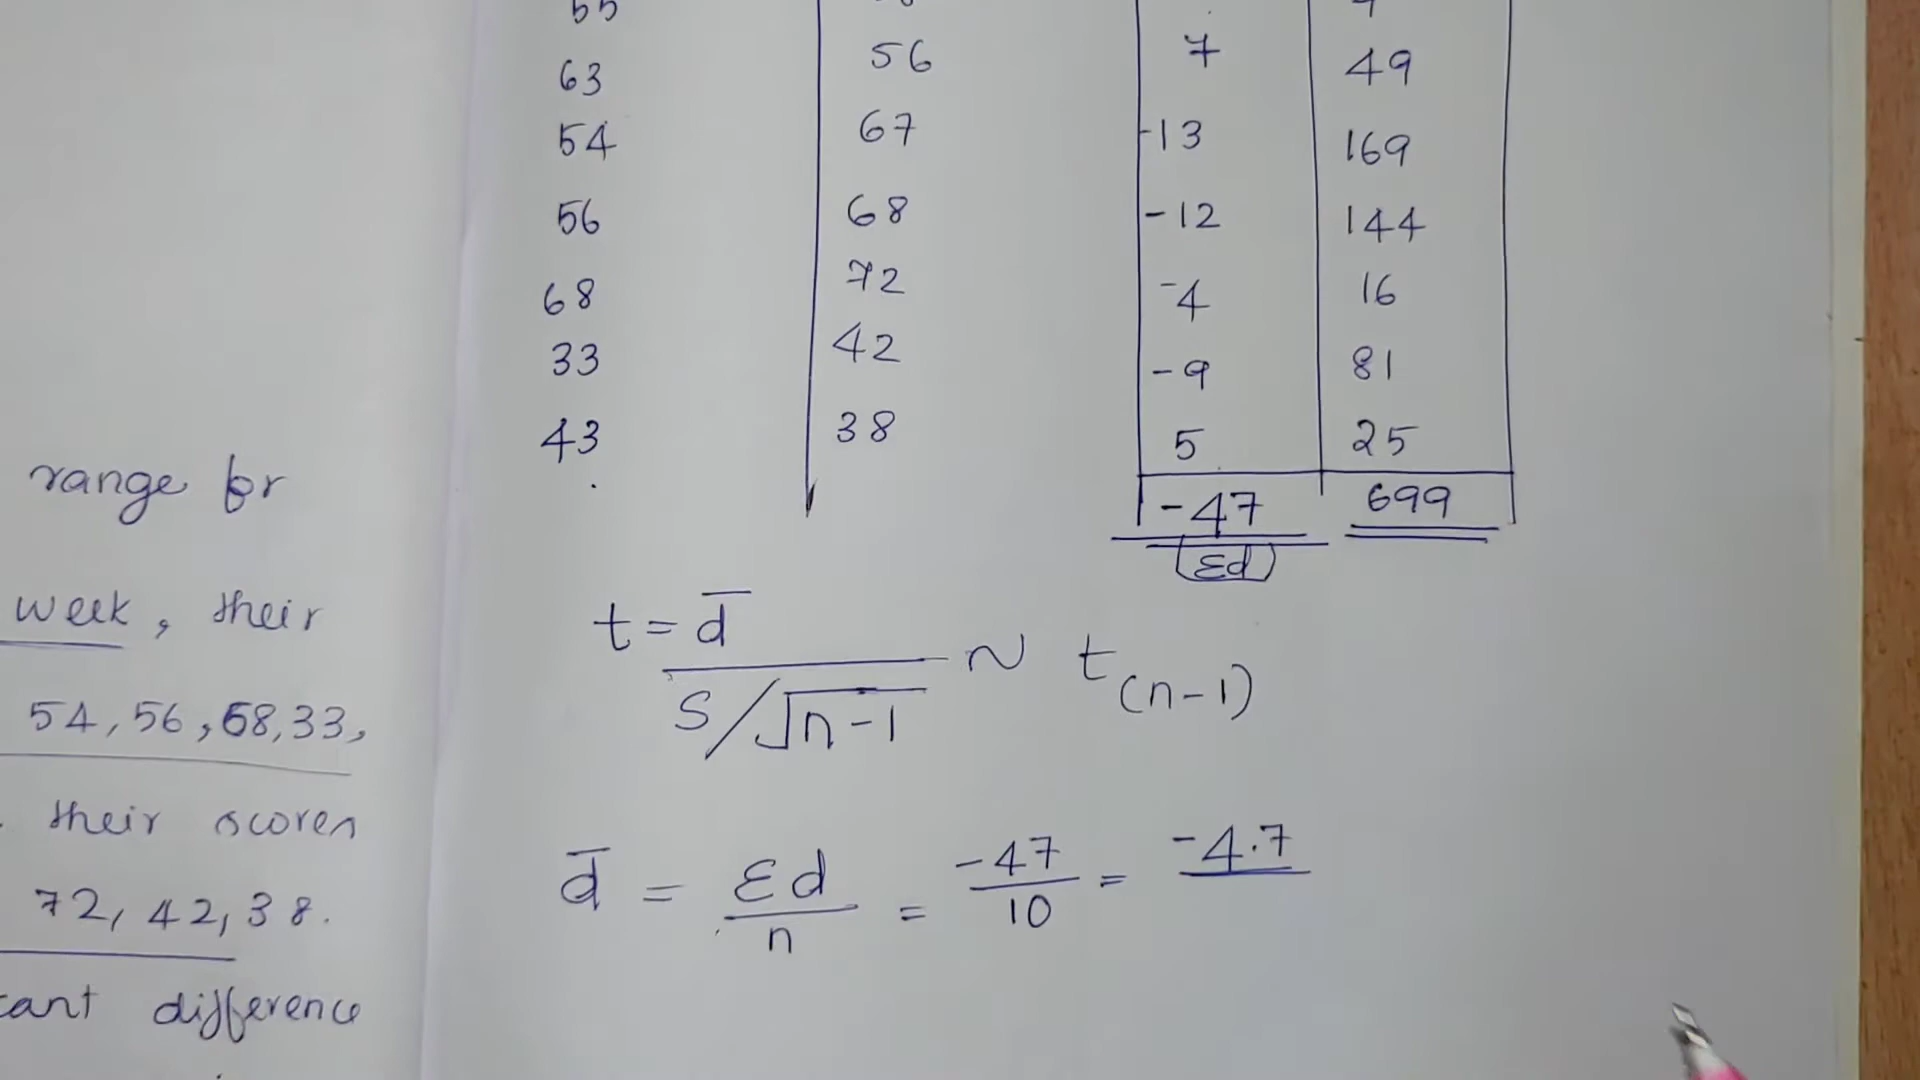 range for
week, their
54, 56, 68, 33,
their scores
72, 42, 38.
cant difference
55
63 56 7 49
54 67 -13 169
56 68 -12 144
68 72 -4 16
33 42 -9 81
43 38 5 25
-47 699
(Σd)
t = d̅ / S/√n-1 ~ t(n-1)
d̅ = Σd / n = -47 / 10 = -4.7